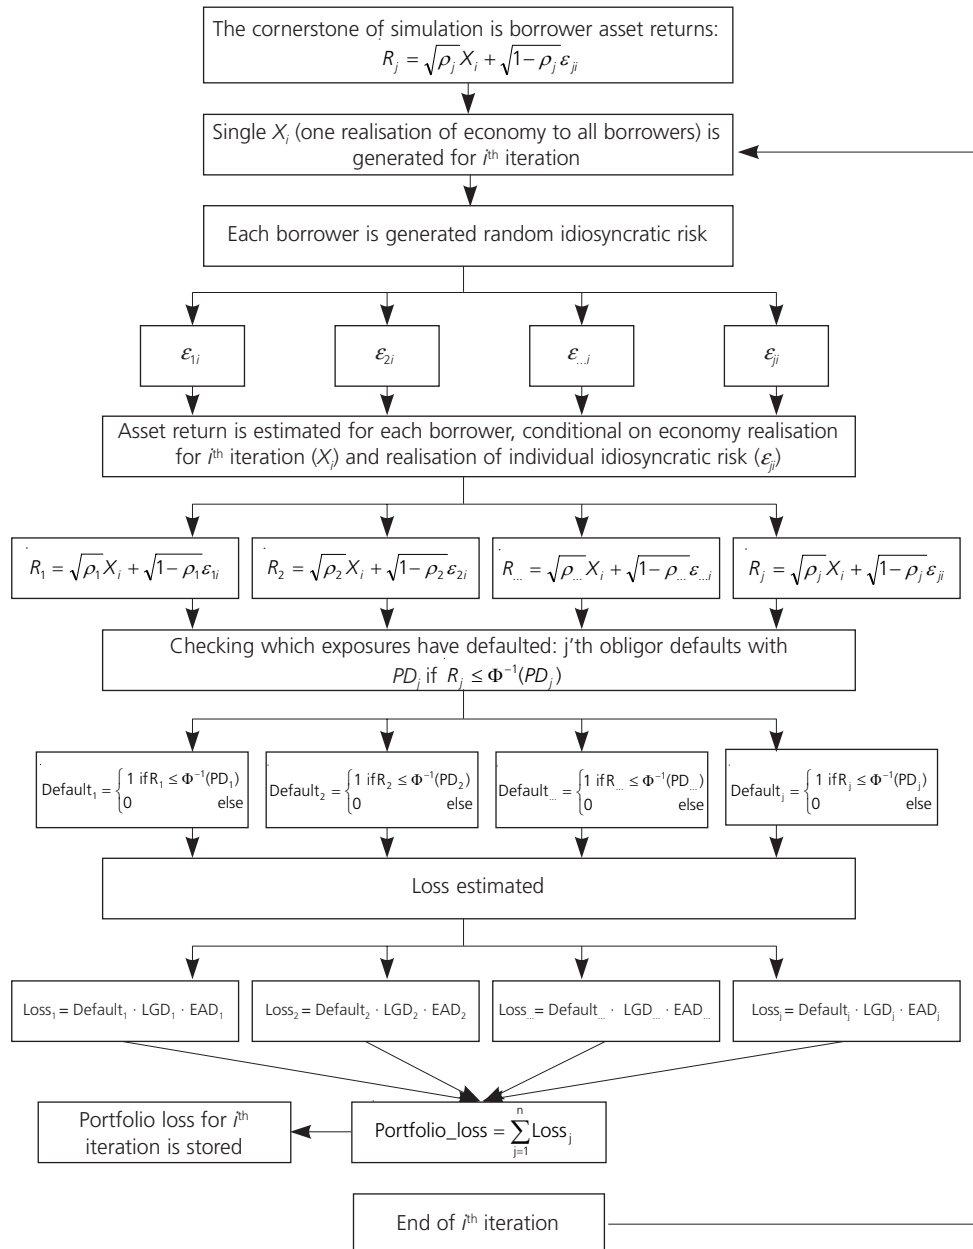 The cornerstone of simulation is borrower asset returns:
R_j = √ρ_j X_i + √1− ρ_j ε_ji
Single X_i (one realisation of economy to all borrowers) is
generated for i^th iteration
Each borrower is generated random idiosyncratic risk
ε_1i
ε_2i
ε_...i
ε_ji
Asset return is estimated for each borrower, conditional on economy realisation
for i^th iteration (X_i) and realisation of individual idiosyncratic risk (ε_ji)
R_1 = √ρ_1 X_i + √1− ρ_1 ε_1i
R_2 = √ρ_2 X_i + √1− ρ_2 ε_2i
R_... = √ρ_... X_i + √1− ρ_... ε_...i
R_j = √ρ_j X_i + √1− ρ_j ε_ji
Checking which exposures have defaulted: j'th obligor defaults with
PD_j if R_j ≤ Φ^−1(PD_j)
Default_1 = { 1 if R_1 ≤ Φ^−1(PD_1)
0 else
Default_2 = { 1 if R_2 ≤ Φ^−1(PD_2)
0 else
Default_... = { 1 if R_... ≤ Φ^−1(PD_...)
0 else
Default_j = { 1 if R_j ≤ Φ^−1(PD_j)
0 else
Loss estimated
Loss_1 = Default_1 · LGD_1 · EAD_1
Loss_2 = Default_2 · LGD_2 · EAD_2
Loss_... = Default_... · LGD_... · EAD_...
Loss_j = Default_j · LGD_j · EAD_j
Portfolio loss for i^th
iteration is stored
Portfolio_loss = ∑_{j=1}^{n} Loss_j
End of i^th iteration